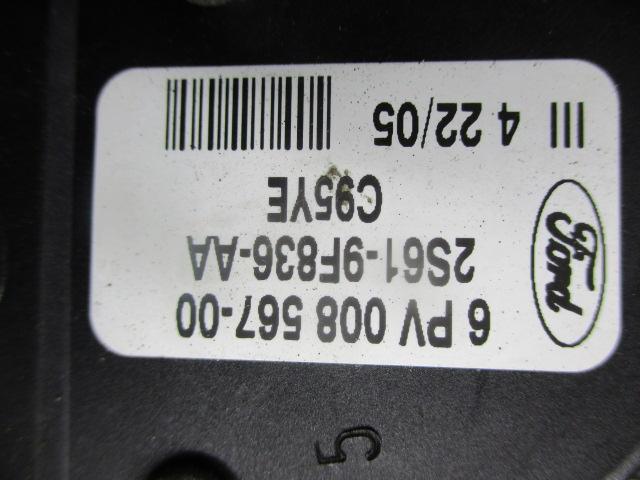 Ford
6 PV 008 567-00
2S61-9F836-AA
C95YE
III 4 22/05
5